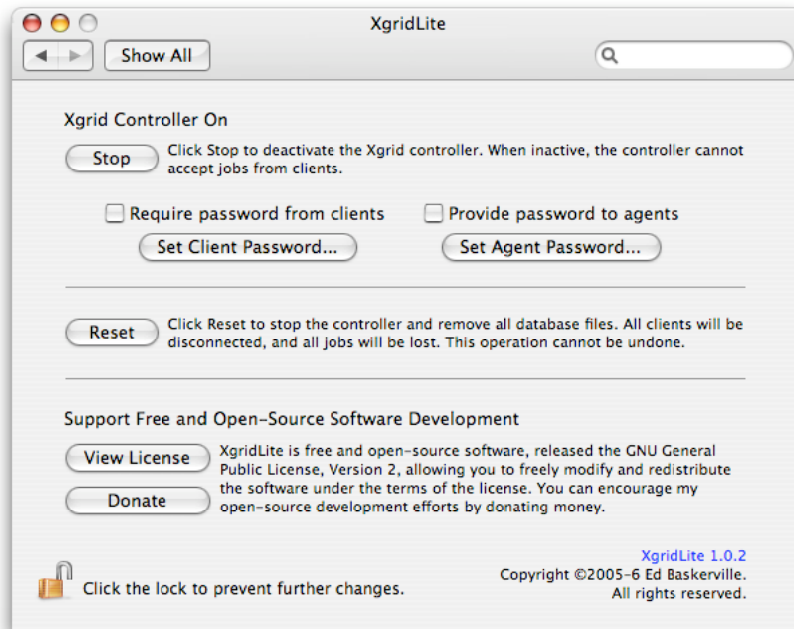 XgridLite
Show All
Xgrid Controller On
Stop
Click Stop to deactivate the Xgrid controller. When inactive, the controller cannot
accept jobs from clients.
Require password from clients
Provide password to agents
Set Client Password...
Set Agent Password...
Reset
Click Reset to stop the controller and remove all database files. All clients will be
disconnected, and all jobs will be lost. This operation cannot be undone.
Support Free and Open-Source Software Development
View License
Donate
XgridLite is free and open-source software, released the GNU General
Public License, Version 2, allowing you to freely modify and redistribute
the software under the terms of the license. You can encourage my
open-source development efforts by donating money.
Click the lock to prevent further changes.
XgridLite 1.0.2
Copyright ©2005-6 Ed Baskerville.
All rights reserved.